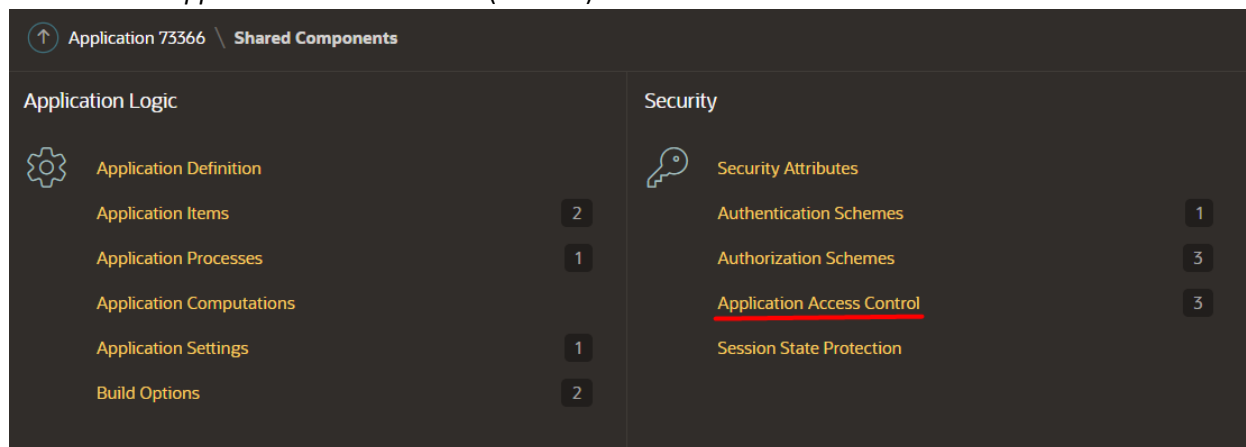 Application 73366 \ Shared Components
Application Logic
Application Definition
Application Items 2
Application Processes 1
Application Computations
Application Settings 1
Build Options 2
Security
Security Attributes
Authentication Schemes 1
Authorization Schemes 3
Application Access Control 3
Session State Protection